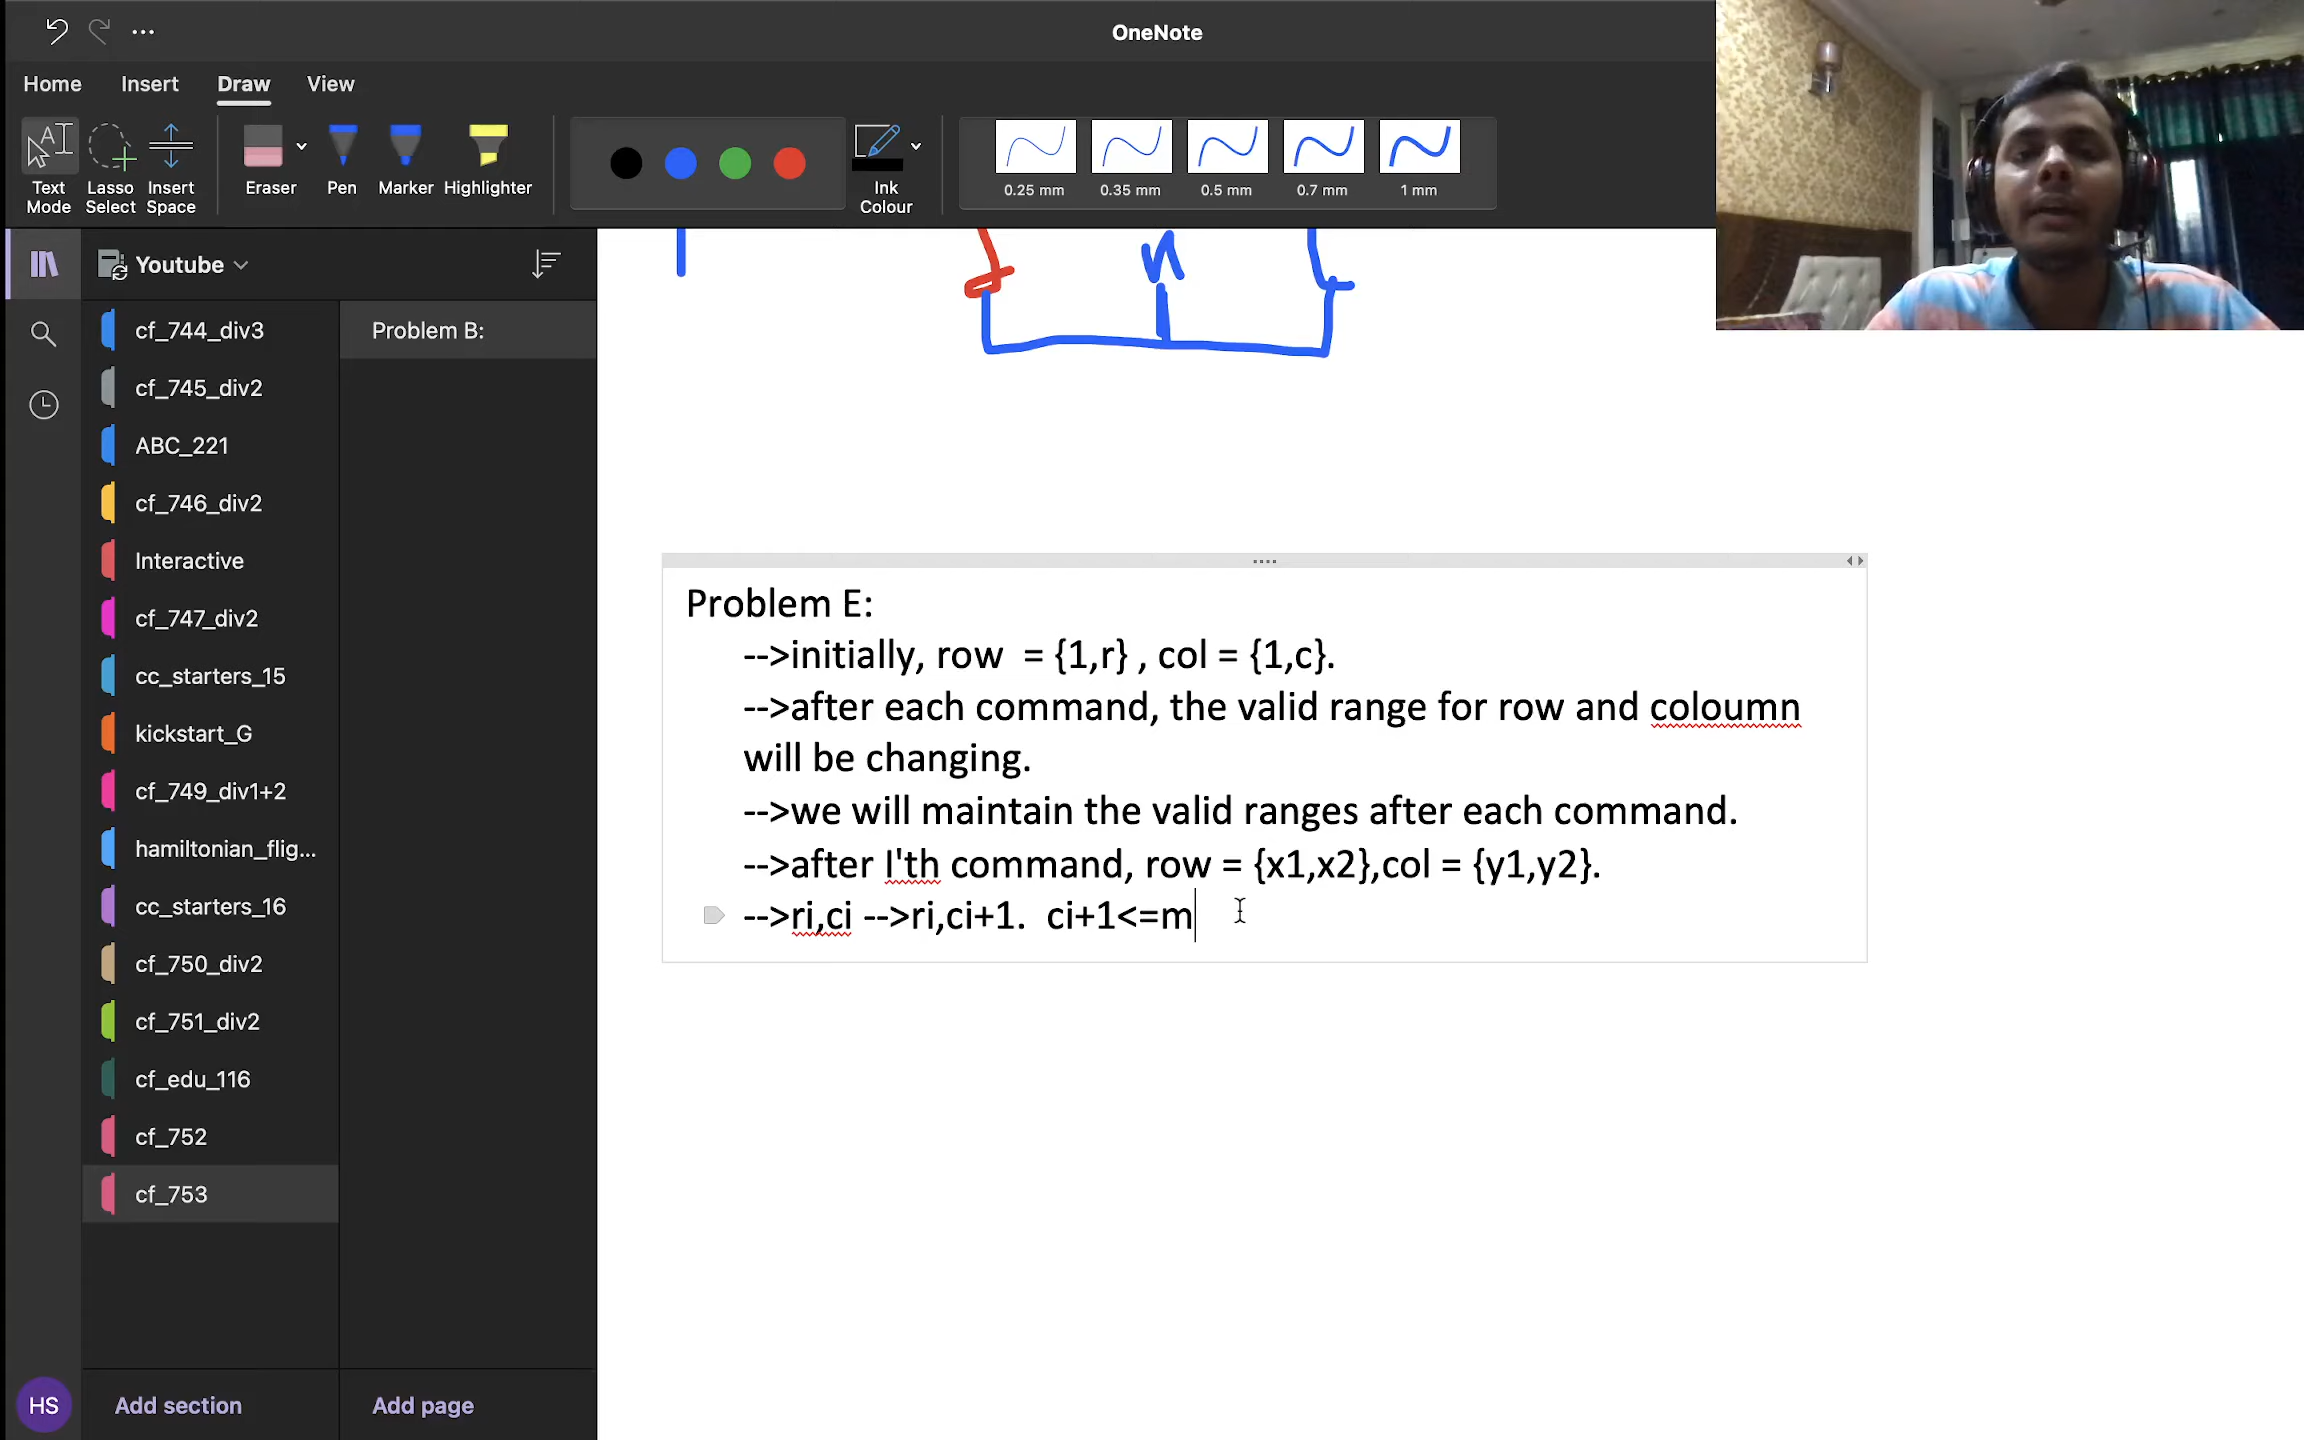 OneNote
Home Insert Draw View
Text Mode
Lasso Select
Insert Space
Eraser
Pen
Marker
Highlighter
Ink Colour
0.25 mm
0.35 mm
0.5 mm
0.7 mm
1 mm
Youtube
cf_744_div3
cf_745_div2
ABC_221
cf_746_div2
Interactive
cf_747_div2
cc_starters_15
kickstart_G
cf_749_div1+2
hamiltonian_flig...
cc_starters_16
cf_750_div2
cf_751_div2
cf_edu_116
cf_752
cf_753
HS
Add section
Problem B:
Add page
n
Problem E:
-->initially, row = {1,r} , col = {1,c}.
-->after each command, the valid range for row and coloumn
will be changing.
-->we will maintain the valid ranges after each command.
-->after I'th command, row = {x1,x2},col = {y1,y2}.
-->ri,ci -->ri,ci+1. ci+1<=m